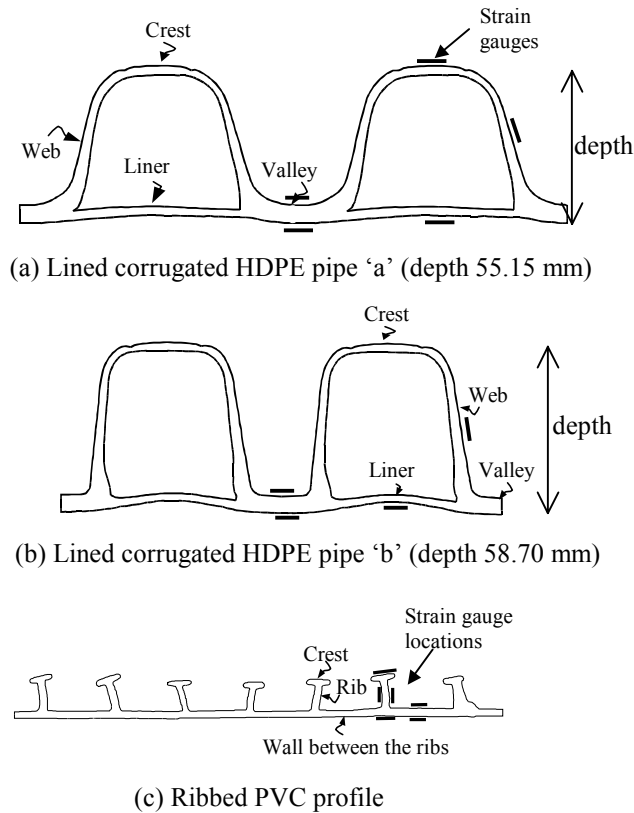 Crest
Strain
gauges
Web
Liner
Valley
depth
(a) Lined corrugated HDPE pipe ‘a’ (depth 55.15 mm)
Crest
Web
depth
Liner
Valley
(b) Lined corrugated HDPE pipe ‘b’ (depth 58.70 mm)
Strain gauge
locations
Crest
Rib
Wall between the ribs
(c) Ribbed PVC profile